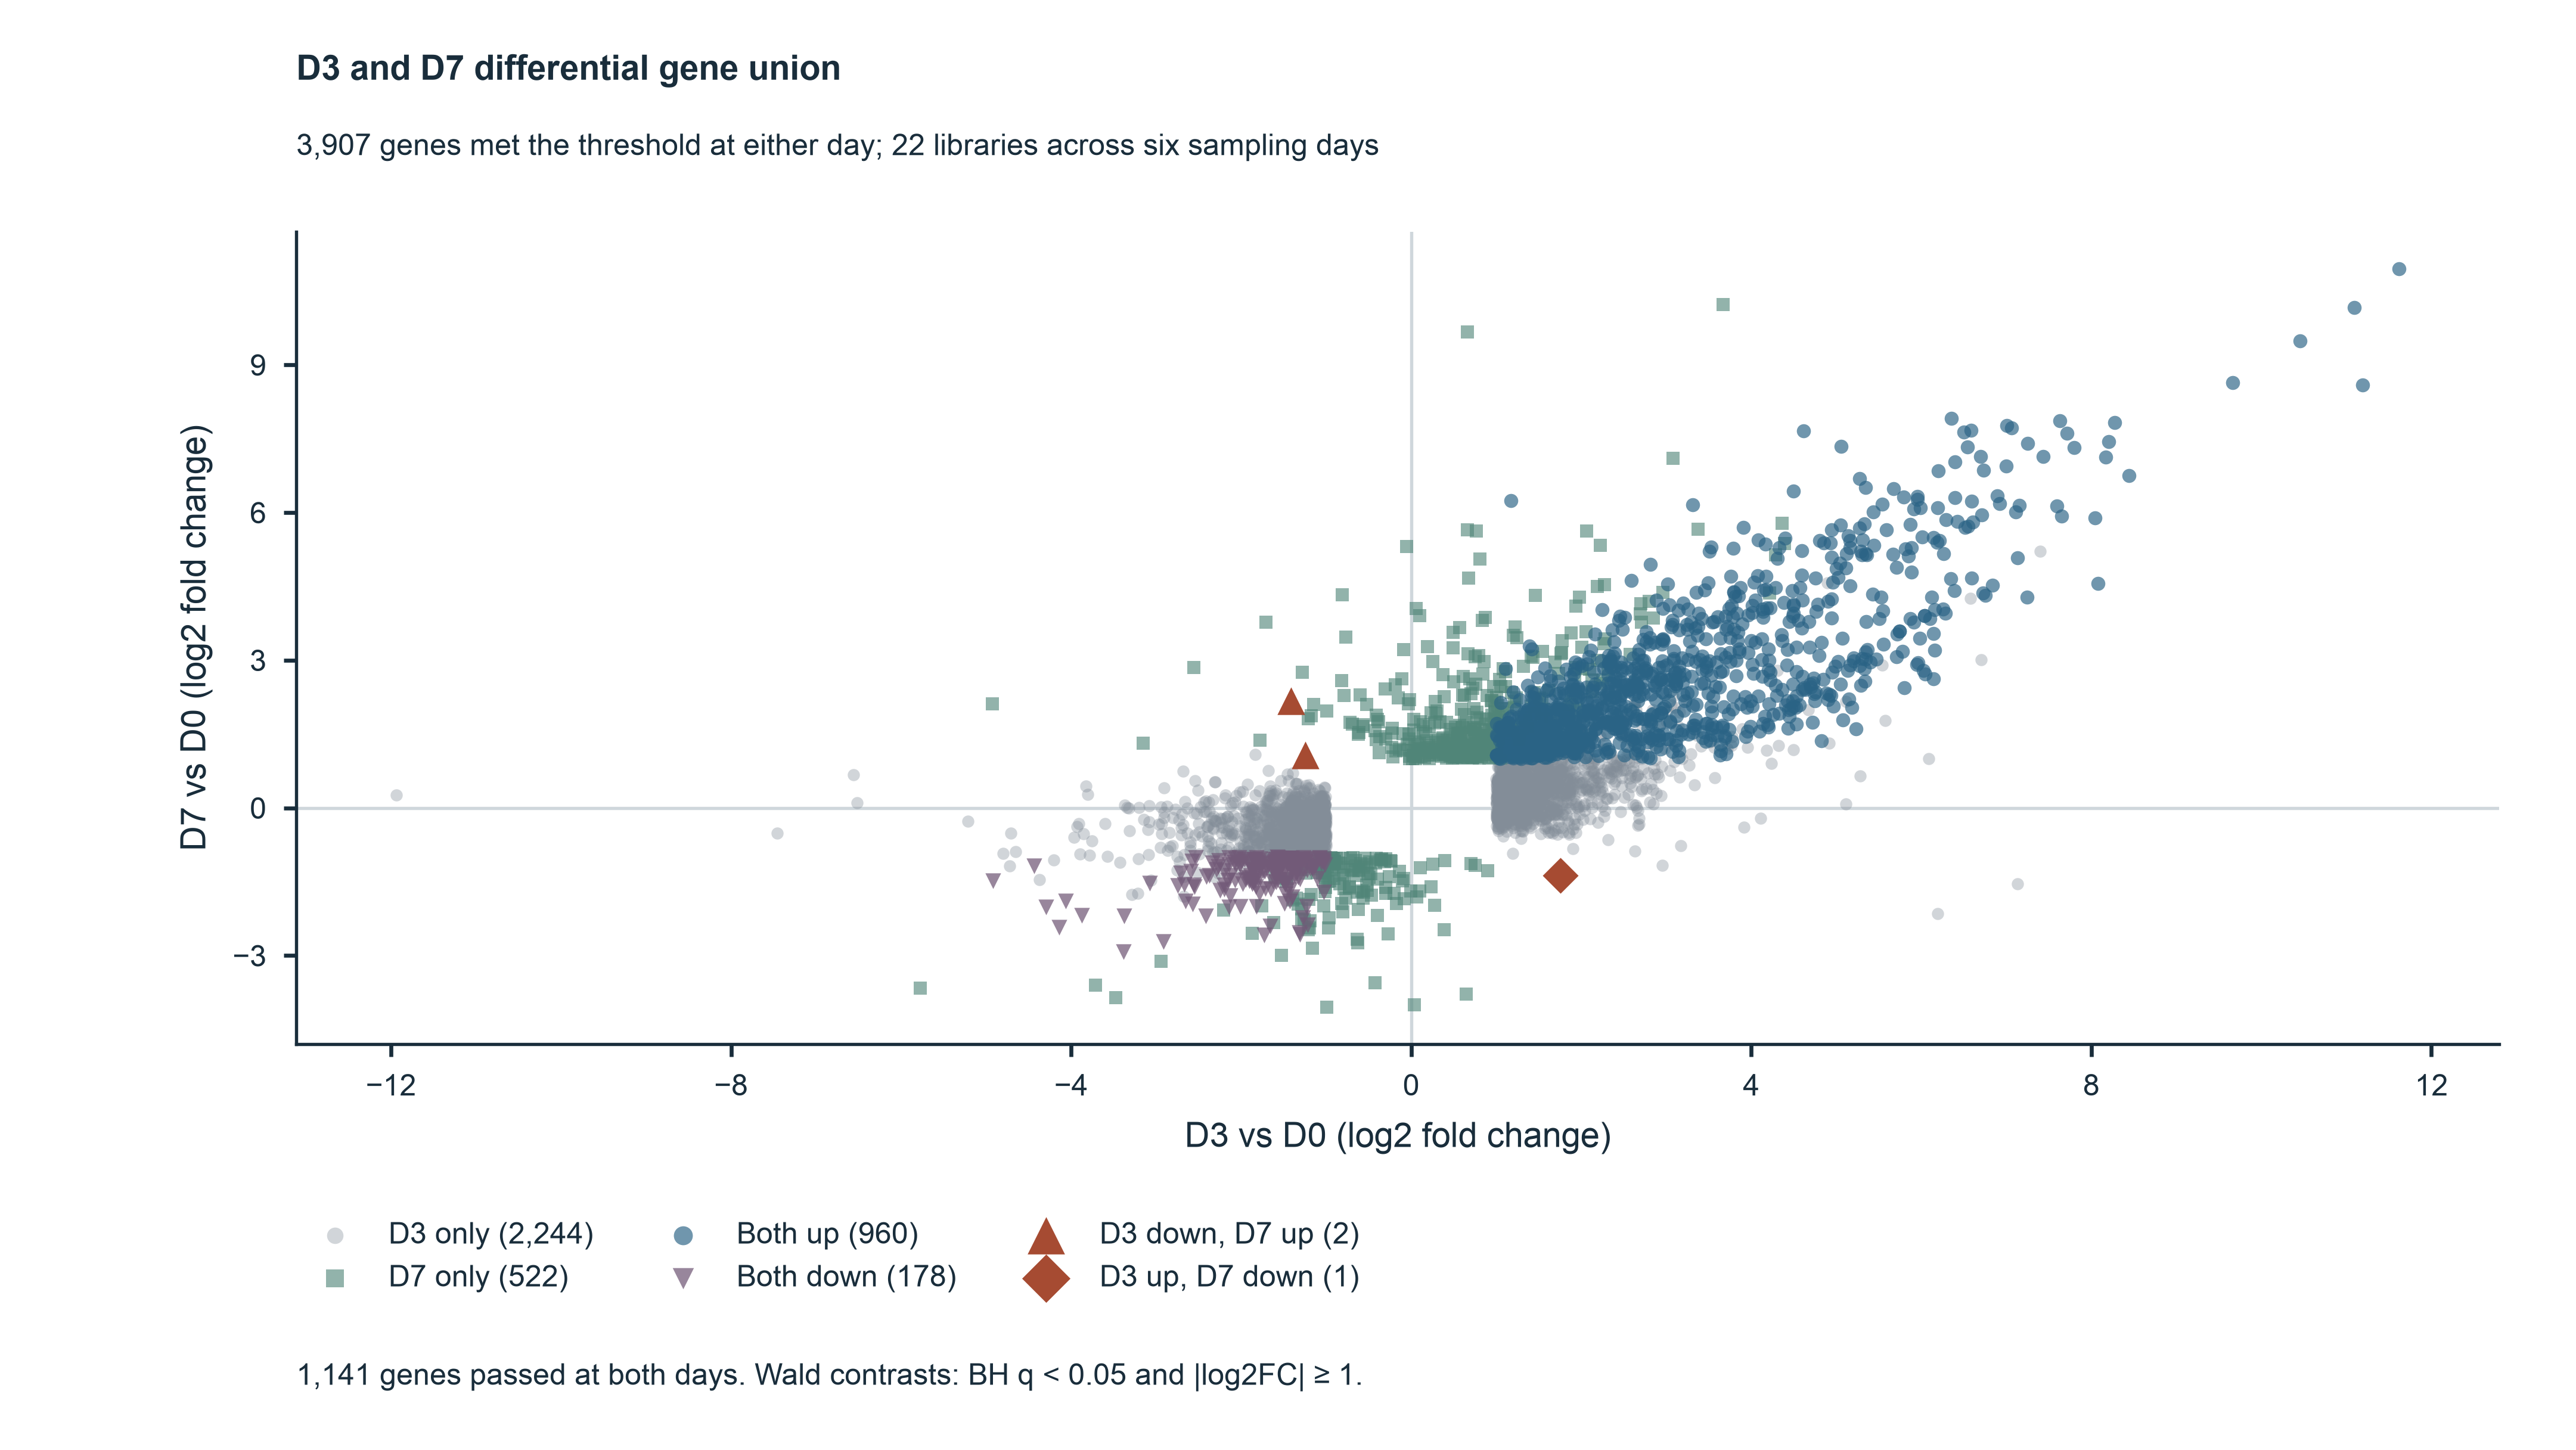 D3 and D7 differential gene union
3,907 genes met the threshold at either day; 22 libraries across six sampling days
D7 vs D0 (log2 fold change)
9
6
3
0
−3
−12
−8
−4
0
4
8
12
D3 vs D0 (log2 fold change)
D3 only (2,244)
Both up (960)
D3 down, D7 up (2)
D7 only (522)
Both down (178)
D3 up, D7 down (1)
1,141 genes passed at both days. Wald contrasts: BH q < 0.05 and |log2FC| ≥ 1.